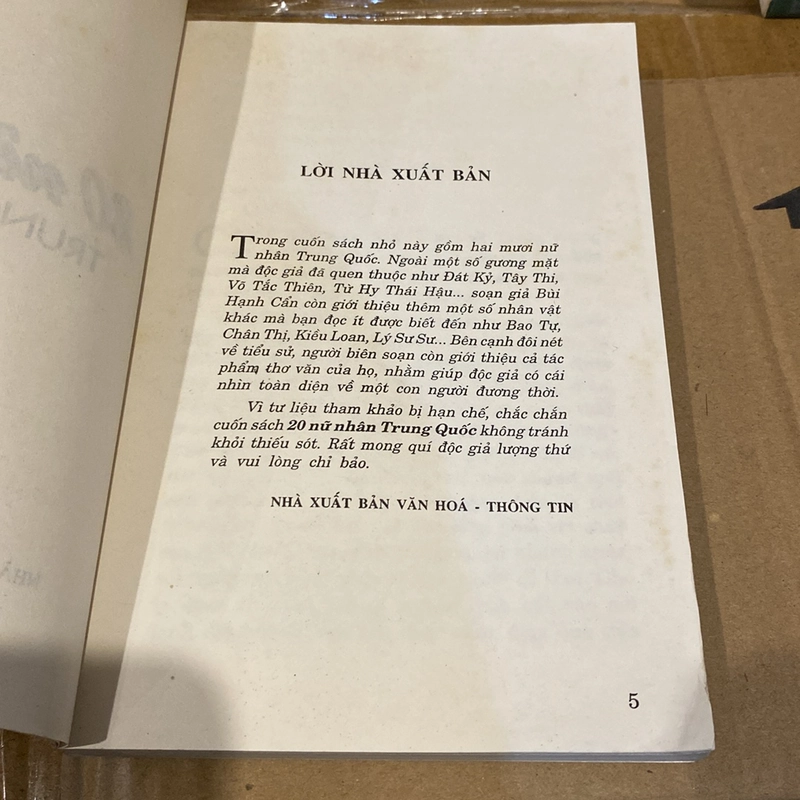 LỜI NHÀ XUẤT BẢN
Trong cuốn sách nhỏ này gồm hai mươi nữ
nhân Trung Quốc. Ngoài một số gương mặt
mà độc giả đã quen thuộc như Đát Kỷ, Tây Thi,
Võ Tắc Thiên, Từ Hy Thái Hậu... soạn giả Bùi
Hạnh Cẩn còn giới thiệu thêm một số nhân vật
khác mà bạn đọc ít được biết đến như Bao Tự,
Chân Thị, Kiều Loan, Lý Sư Sư... Bên cạnh đôi nét
về tiểu sử, người biên soạn còn giới thiệu cả tác
phẩm thơ văn của họ, nhằm giúp độc giả có cái
nhìn toàn diện về một con người đương thời.
Vì tư liệu tham khảo bị hạn chế, chắc chắn
cuốn sách 20 nữ nhân Trung Quốc không tránh
khỏi thiếu sót. Rất mong quí độc giả lượng thứ
và vui lòng chỉ bảo.
NHÀ XUẤT BẢN VĂN HOÁ - THÔNG TIN
5